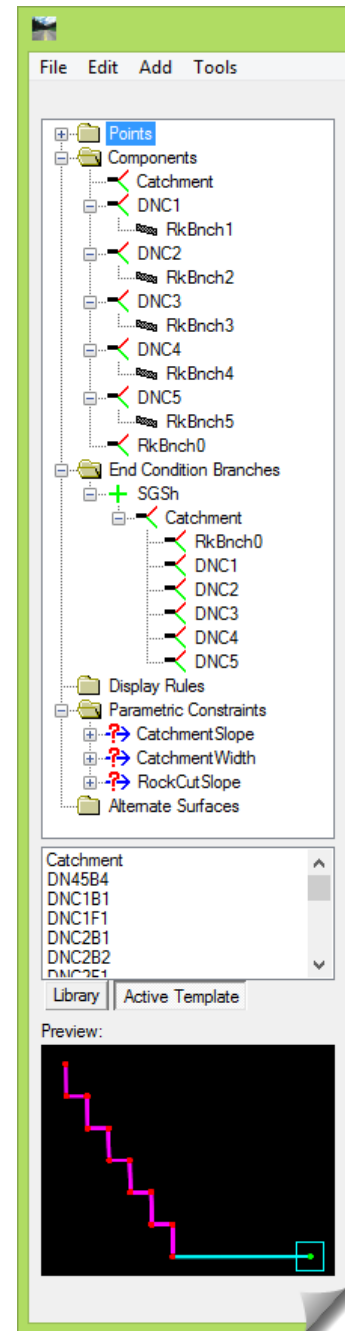 File Edit Add Tools
Points
Components
Catchment
DNC1
RkBnch1
DNC2
RkBnch2
DNC3
RkBnch3
DNC4
RkBnch4
DNC5
RkBnch5
RkBnch0
End Condition Branches
SGSh
Catchment
RkBnch0
DNC1
DNC2
DNC3
DNC4
DNC5
Display Rules
Parametric Constraints
CatchmentSlope
CatchmentWidth
RockCutSlope
Alternate Surfaces
Catchment
DN45B4
DNC1B1
DNC1F1
DNC2B1
DNC2B2
DNC2F1
Library Active Template
Preview: